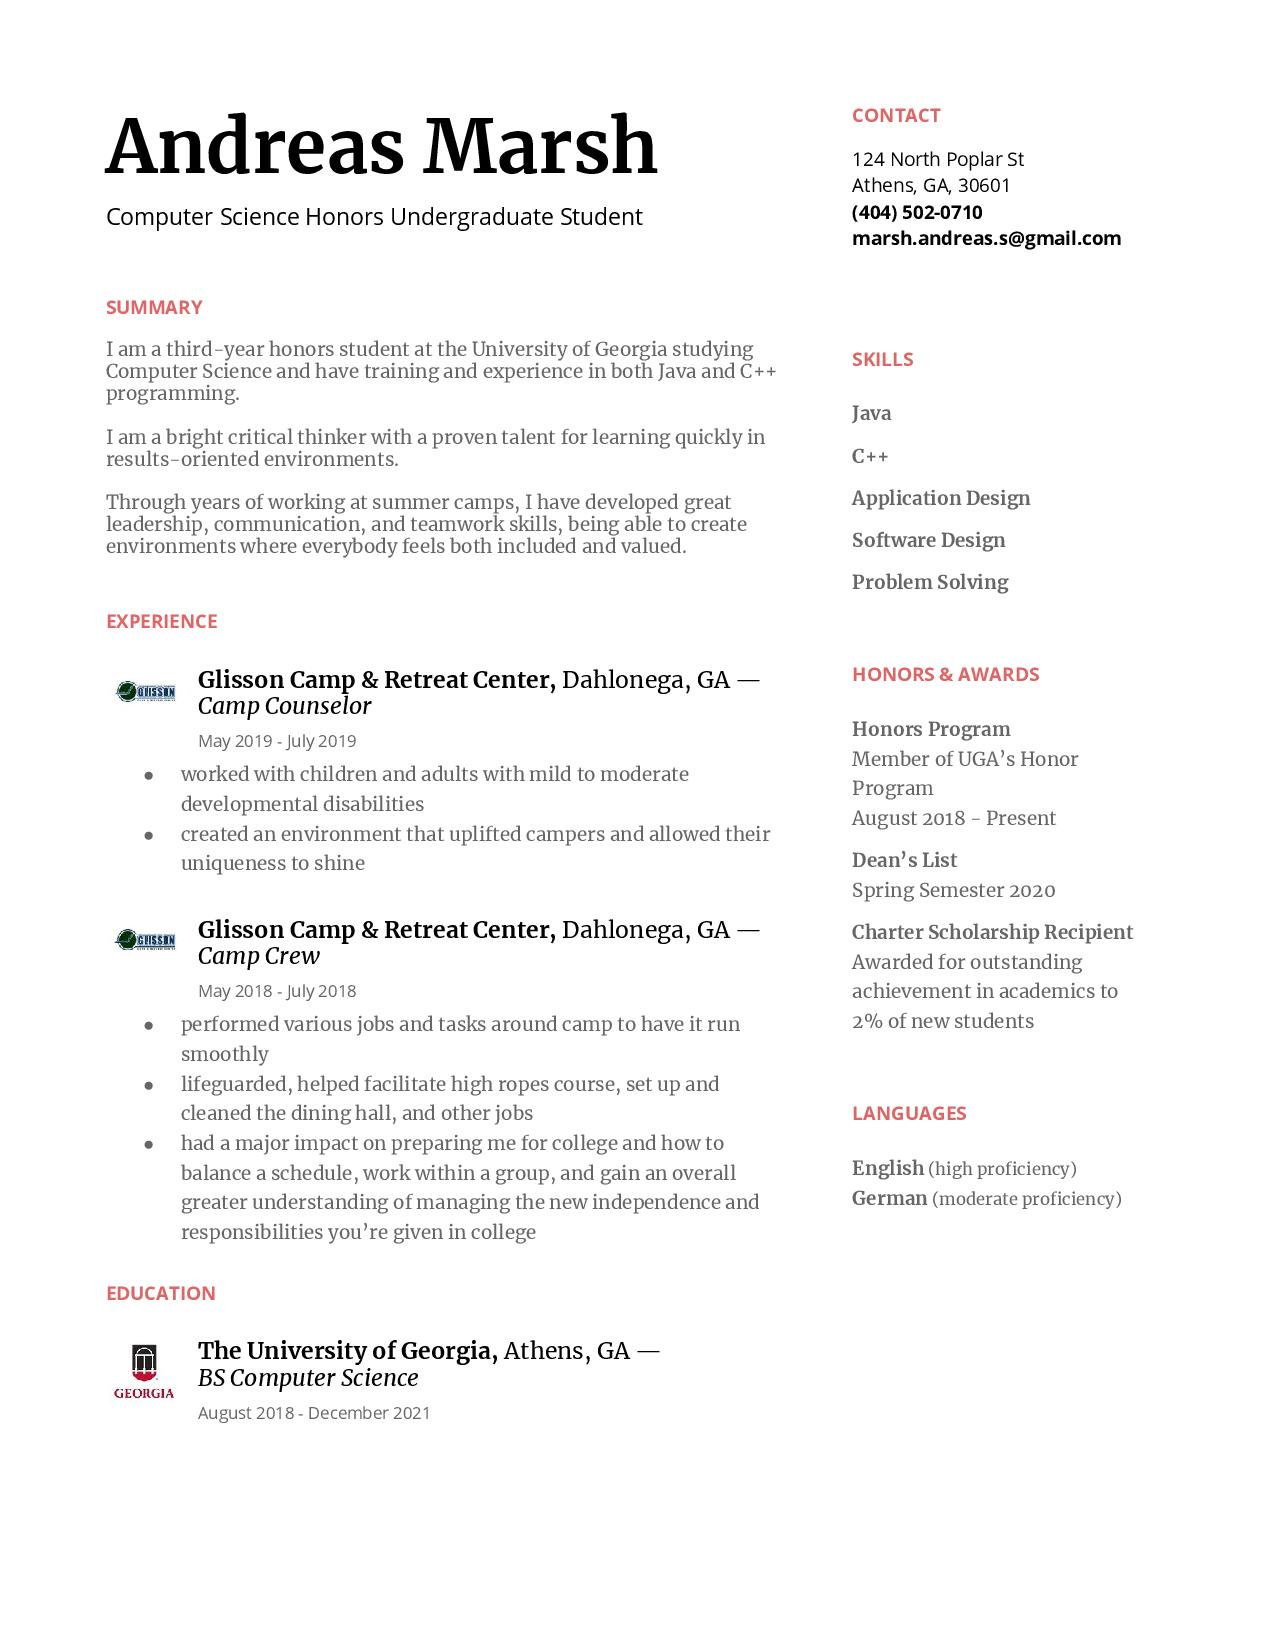 Andreas Marsh
Computer Science Honors Undergraduate Student
SUMMARY
I am a third-year honors student at the University of Georgia studying
Computer Science and have training and experience in both Java and C++
programming.
I am a bright critical thinker with a proven talent for learning quickly in
results-oriented environments.
Through years of working at summer camps, I have developed great
leadership, communication, and teamwork skills, being able to create
environments where everybody feels both included and valued.
EXPERIENCE
GLISSON
Glisson Camp & Retreat Center, Dahlonega, GA —
Camp Counselor
May 2019 - July 2019
● worked with children and adults with mild to moderate
developmental disabilities
● created an environment that uplifted campers and allowed their
uniqueness to shine
GLISSON
Glisson Camp & Retreat Center, Dahlonega, GA —
Camp Crew
May 2018 - July 2018
● performed various jobs and tasks around camp to have it run
smoothly
● lifeguarded, helped facilitate high ropes course, set up and
cleaned the dining hall, and other jobs
● had a major impact on preparing me for college and how to
balance a schedule, work within a group, and gain an overall
greater understanding of managing the new independence and
responsibilities you’re given in college
EDUCATION
GEORGIA
The University of Georgia, Athens, GA —
BS Computer Science
August 2018 - December 2021
CONTACT
124 North Poplar St
Athens, GA, 30601
(404) 502-0710
marsh.andreas.s@gmail.com
SKILLS
Java
C++
Application Design
Software Design
Problem Solving
HONORS & AWARDS
Honors Program
Member of UGA’s Honor
Program
August 2018 - Present
Dean’s List
Spring Semester 2020
Charter Scholarship Recipient
Awarded for outstanding
achievement in academics to
2% of new students
LANGUAGES
English (high proficiency)
German (moderate proficiency)